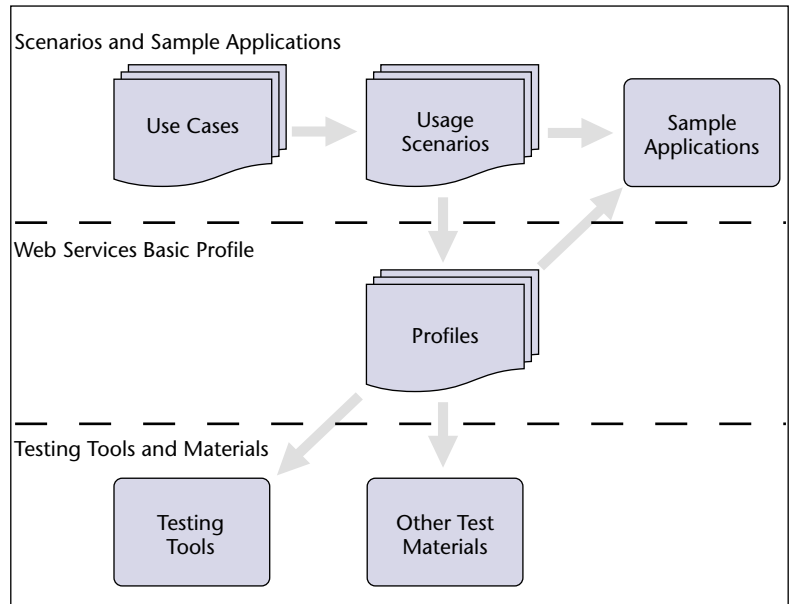 Scenarios and Sample Applications
Use Cases
Usage
Scenarios
Sample
Applications
Web Services Basic Profile
Profiles
Testing Tools and Materials
Testing
Tools
Other Test
Materials